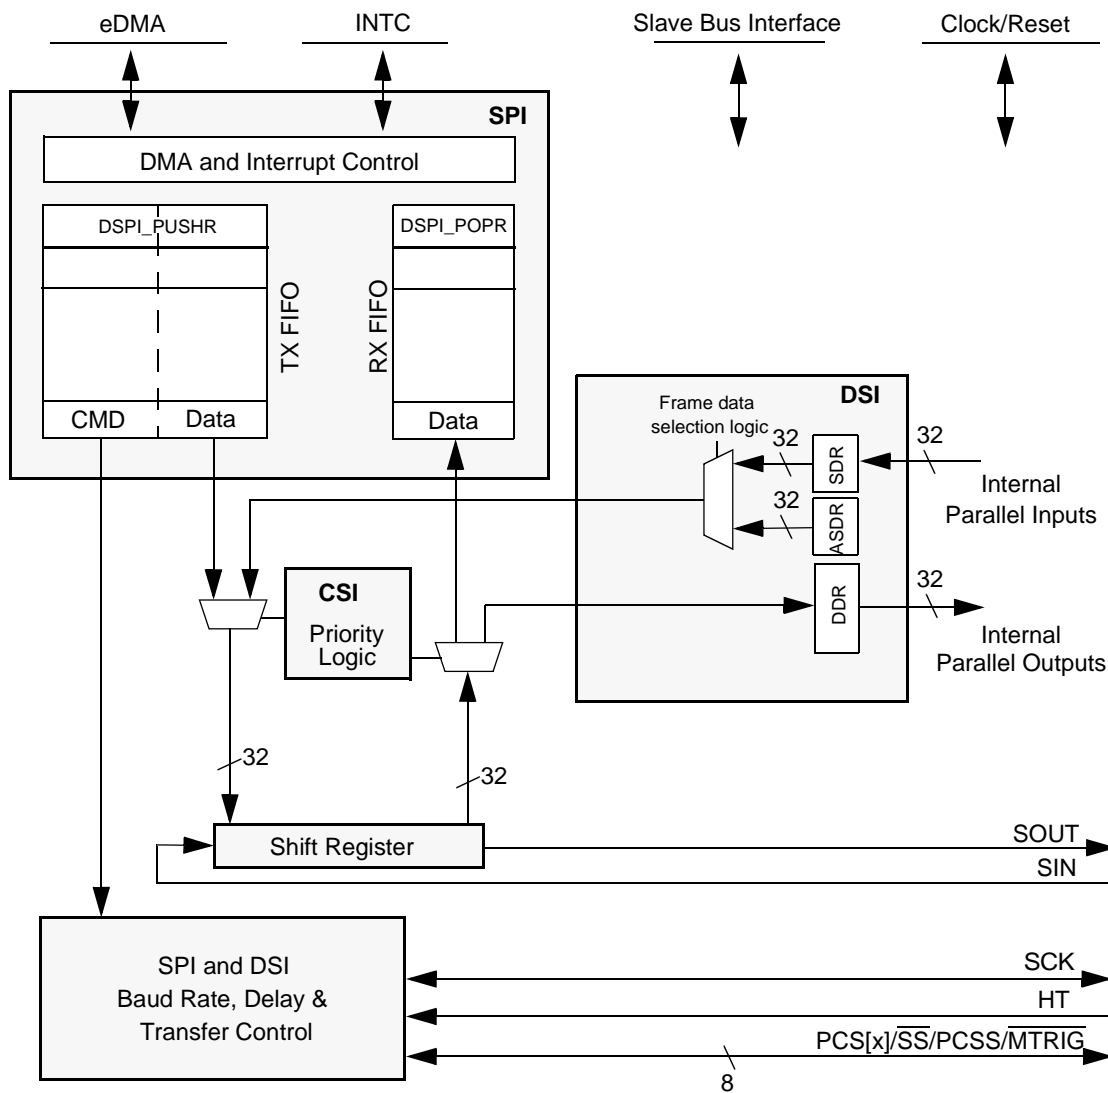 eDMA
INTC
Slave Bus Interface
Clock/Reset
SPI
DMA and Interrupt Control
DSPI_PUSHR
DSPI_POPR
TX FIFO
RX FIFO
CMD
Data
Data
DSI
Frame data
selection logic
32
SDR
32
Internal
Parallel Inputs
32
ASDR
CSI
Priority
Logic
DDR
32
Internal
Parallel Outputs
32
32
Shift Register
SOUT
SIN
SPI and DSI
Baud Rate, Delay &
Transfer Control
SCK
HT
PCS[x]/S̅S̅/PCSS/M̅T̅R̅I̅G̅
8